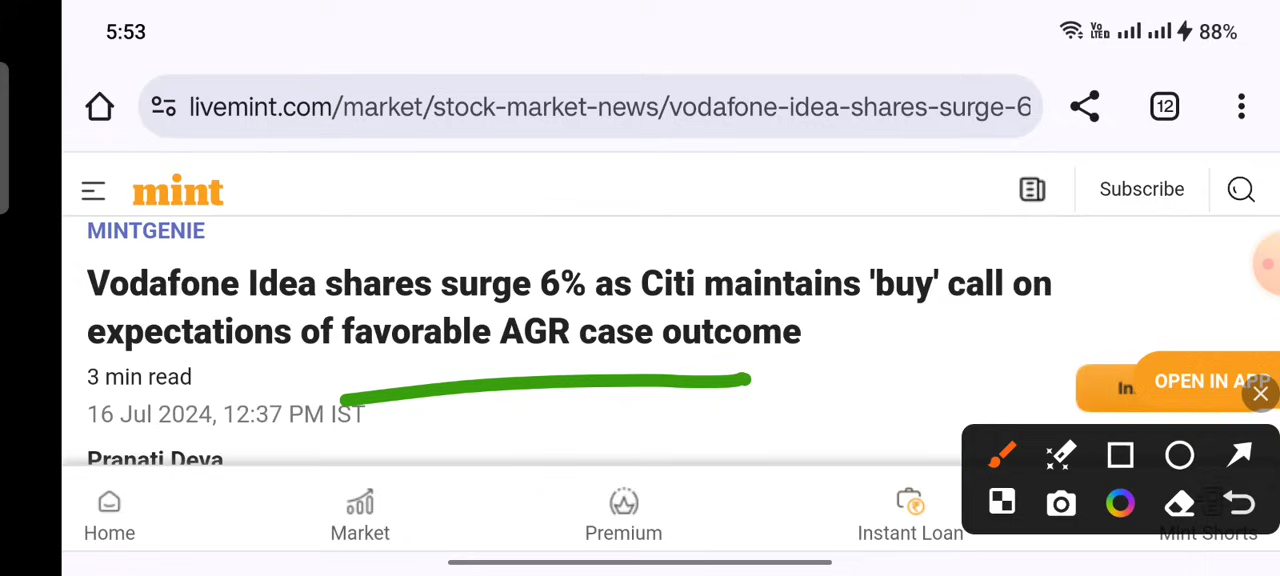 5:53
Vo LTED 88%
livemint.com/market/stock-market-news/vodafone-idea-shares-surge-6
12
mint
Subscribe
MINTGENIE
Vodafone Idea shares surge 6% as Citi maintains 'buy' call on
expectations of favorable AGR case outcome
3 min read
16 Jul 2024, 12:37 PM IST
In
OPEN IN APP
Pranati Deva
Home
Market
Premium
Instant Loan
Mint Shorts